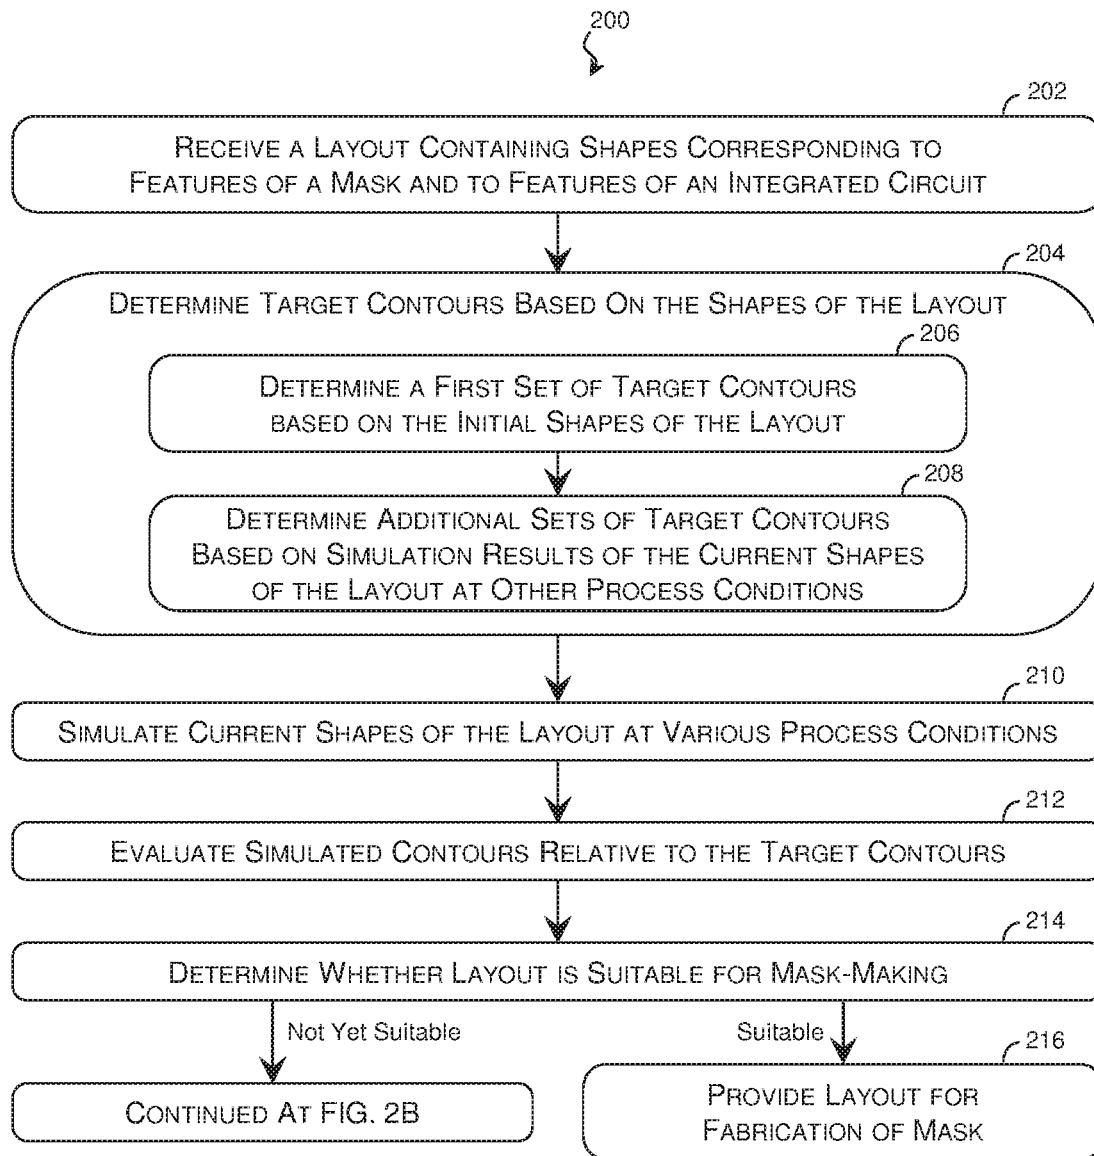 200
202
RECEIVE A LAYOUT CONTAINING SHAPES CORRESPONDING TO
FEATURES OF A MASK AND TO FEATURES OF AN INTEGRATED CIRCUIT
204
DETERMINE TARGET CONTOURS BASED ON THE SHAPES OF THE LAYOUT
206
DETERMINE A FIRST SET OF TARGET CONTOURS
BASED ON THE INITIAL SHAPES OF THE LAYOUT
208
DETERMINE ADDITIONAL SETS OF TARGET CONTOURS
BASED ON SIMULATION RESULTS OF THE CURRENT SHAPES
OF THE LAYOUT AT OTHER PROCESS CONDITIONS
210
SIMULATE CURRENT SHAPES OF THE LAYOUT AT VARIOUS PROCESS CONDITIONS
212
EVALUATE SIMULATED CONTOURS RELATIVE TO THE TARGET CONTOURS
214
DETERMINE WHETHER LAYOUT IS SUITABLE FOR MASK-MAKING
Not Yet Suitable
Suitable
216
CONTINUED AT FIG. 2B
PROVIDE LAYOUT FOR
FABRICATION OF MASK